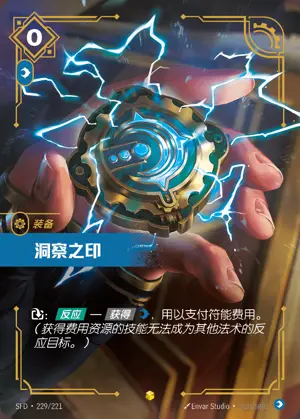 0
装备
洞察之印
: 反应 — 获得 , 用以支付符能费用。
(获得费用资源的技能无法成为其他法术的反
应目标。)
SFD • 229/221
Envar Studio